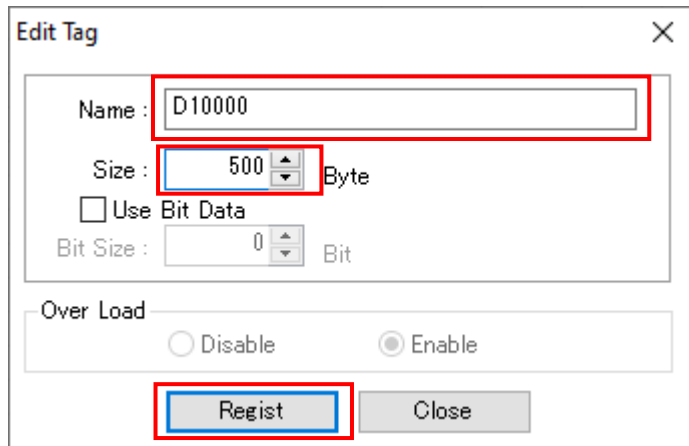 Edit Tag
Name : D10000
Size : 500 Byte
Use Bit Data
Bit Size : 0 Bit
Over Load
Disable Enable
Regist Close